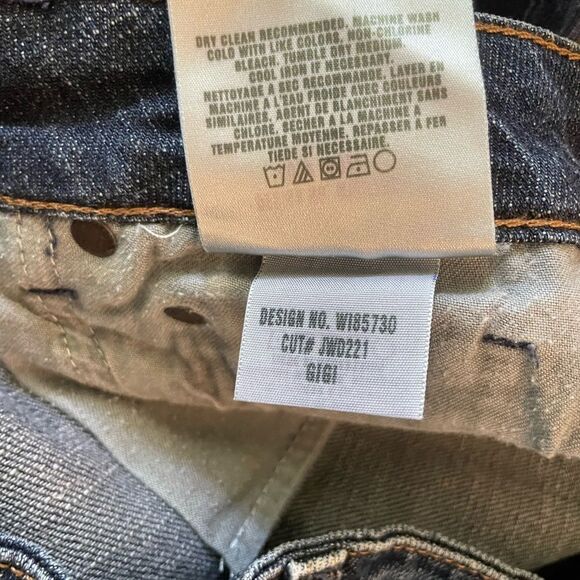 DRY CLEAN RECOMMENDED, MACHINE WASH
COLD WITH LIKE COLORS, NON-CHLORINE
BLEACH, TUMBLE DRY MEDIUM,
COOL IRON IF NECESSARY.
NETTOYAGE A SEC RECOMMANDE, LAVER EN
MACHINE A L'EAU FROIDE AVEC COULEURS
SIMILAIRES, AGENT DE BLANCHIMENT SANS
CHLORE, SECHER A LA MACHINE A
TEMPERATURE MOYENNE. REPASSER A FER
TIEDE SI NECESSAIRE
DESIGN NO. WI85730
CUT# JWD221
GIGI